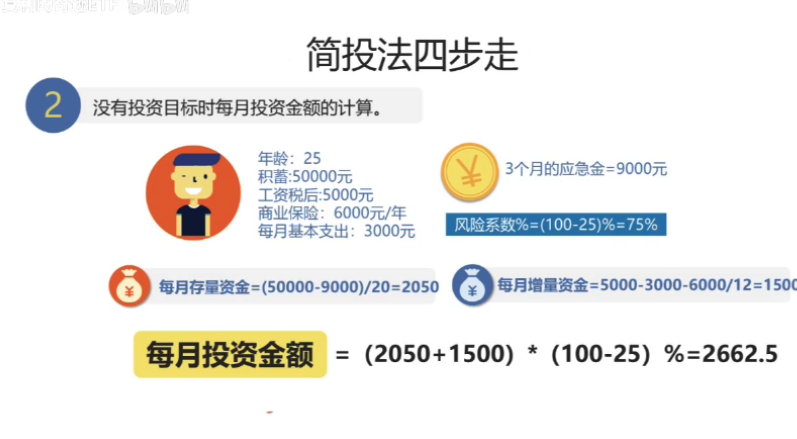 简投法四步走
2
没有投资目标时每月投资金额的计算。
年龄：25
积蓄:50000元
工资税后:5000元
商业保险：6000元/年
每月基本支出：3000元
¥
3个月的应急金=9000元
风险系数%=(100-25)%=75%
¥
每月存量资金=(50000-9000)/20=2050
¥
每月增量资金=5000-3000-6000/12=1500
每月投资金额 =（2050+1500）*（100-25）%=2662.5